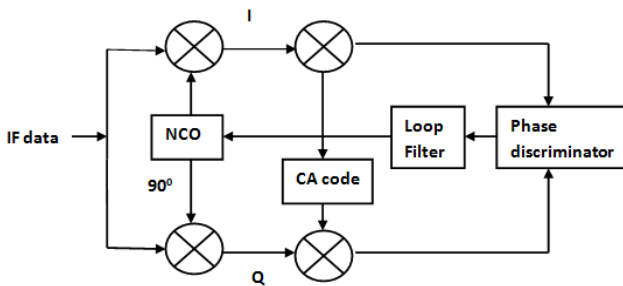 I
IF data
NCO
Loop
Filter
Phase
discriminator
90⁰
CA code
Q